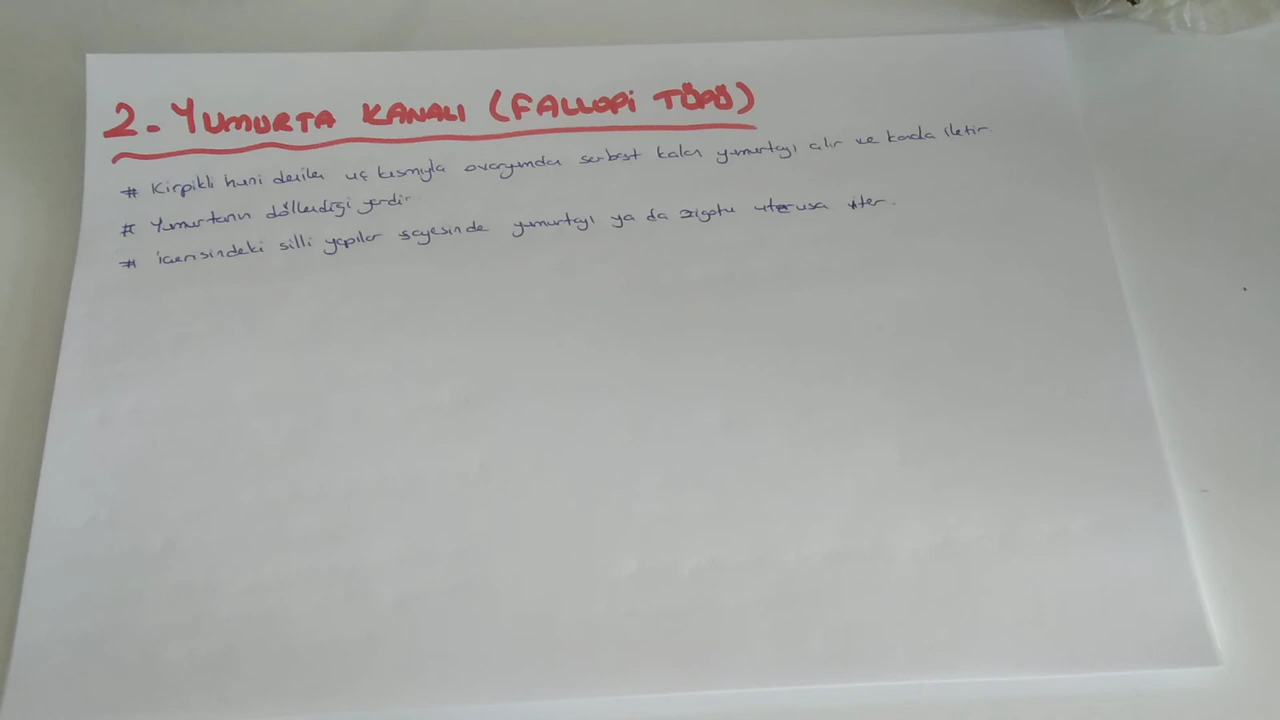 2. YUMURTA KANALI (FALLOPİ TÜPÜ)
# Kirpikli huni denilen uç kısmıyla ovaryumdan serbest kalan yumurtayı alır ve kanala iletir.
# Yumurtanın döllendiği yerdir.
# İçerisindeki silli yapılar sayesinde yumurtayı ya da zigotu uterusa iter.